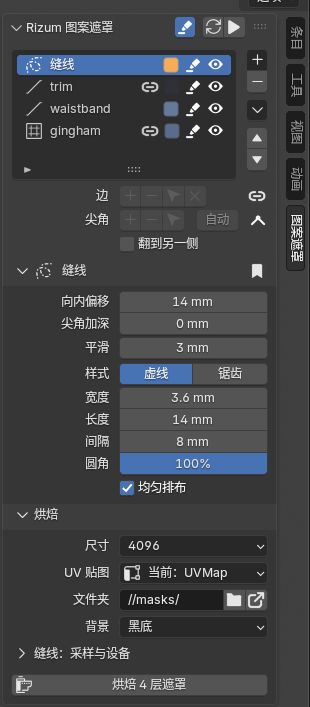 Rizum 图案遮罩
缝线
trim
waistband
gingham
边
尖角
自动
翻到另一侧
缝线
向内偏移 14 mm
尖角加深 0 mm
平滑 3 mm
样式 虚线 锯齿
宽度 3.6 mm
长度 14 mm
间隔 8 mm
圆角 100%
均匀排布
烘焙
尺寸 4096
UV 贴图 当前：UVMap
文件夹 //masks/
背景 黑底
缝线：采样与设备
烘焙 4 层遮罩
条目
工具
视图
动画
图案遮罩